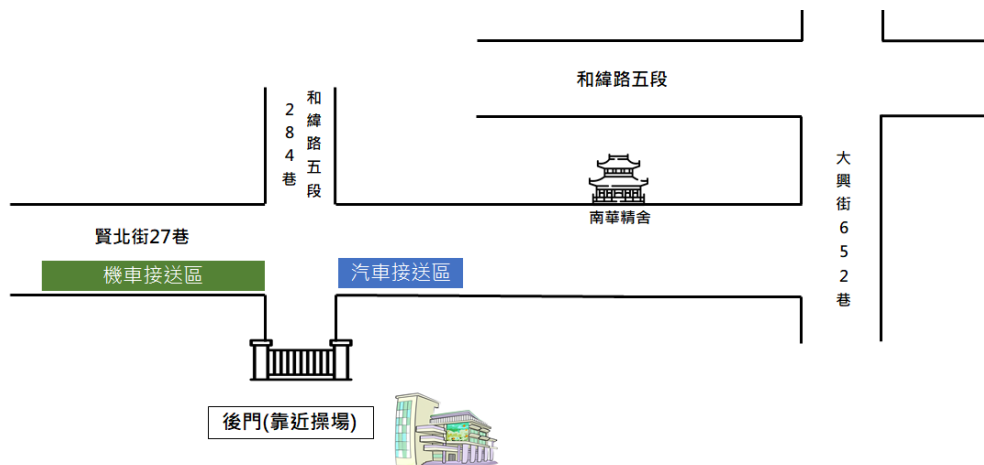 和緯路五段
和緯路五段
284巷
大興街652巷
南華精舍
賢北街27巷
機車接送區
汽車接送區
後門(靠近操場)